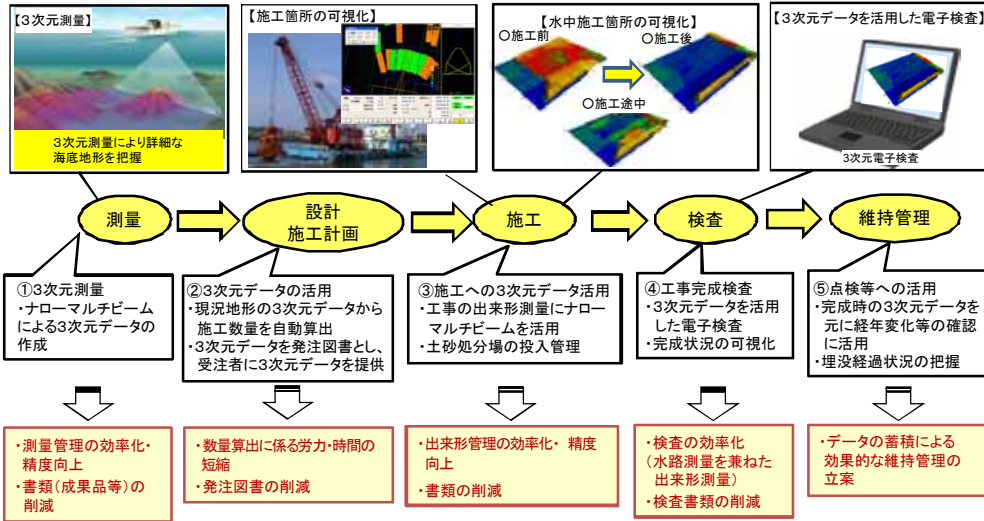 【3次元測量】
3次元測量により詳細な
海底地形を把握
【施工箇所の可視化】
【水中施工箇所の可視化】
○施工前
○施工後
○施工途中
【3次元データを活用した電子検査】
3次元電子検査
測量
設計
施工計画
施工
検査
維持管理
①3次元測量
・ナローマルチビーム
による3次元データの
作成
②3次元データの活用
・現況地形の3次元データから
施工数量を自動算出
・3次元データを発注図書とし、
受注者に3次元データを提供
③施工への3次元データ活用
・工事の出来形測量にナロー
マルチビームを活用
・土砂処分場の投入管理
④工事完成検査
・3次元データを活用
した電子検査
・完成状況の可視化
⑤点検等への活用
・完成時の3次元データを
元に経年変化等の確認
に活用
・埋没経過状況の把握
・測量管理の効率化・
精度向上
・書類(成果品等)の
削減
・数量算出に係る労力・時間の
短縮
・発注図書の削減
・出来形管理の効率化・ 精度
向上
・書類の削減
・検査の効率化
(水路測量を兼ねた
出来形測量)
・検査書類の削減
・データの蓄積による
効果的な維持管理の
立案